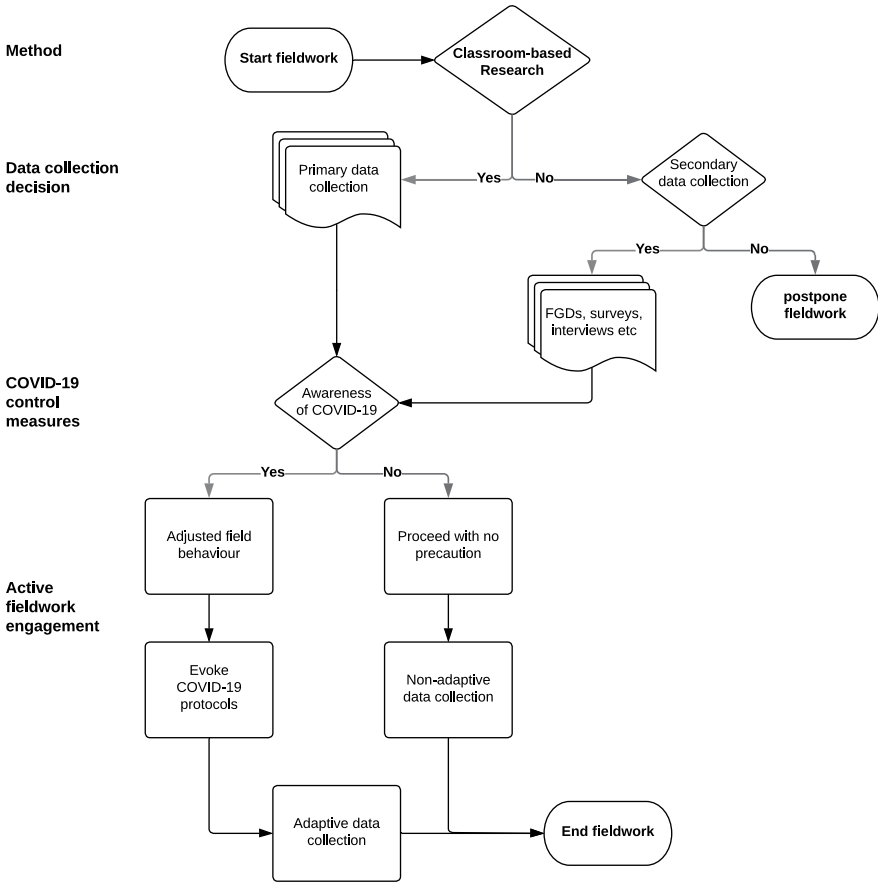 Method
Start fieldwork
Classroom-based
Research
Data collection
decision
Primary data
collection
Yes
No
Secondary
data collection
Yes
No
FGDs, surveys,
interviews etc
postpone
fieldwork
COVID-19
control
measures
Awareness
of COVID-19
Yes
No
Adjusted field
behaviour
Proceed with no
precaution
Active
fieldwork
engagement
Evoke
COVID-19
protocols
Non-adaptive
data collection
Adaptive data
collection
End fieldwork